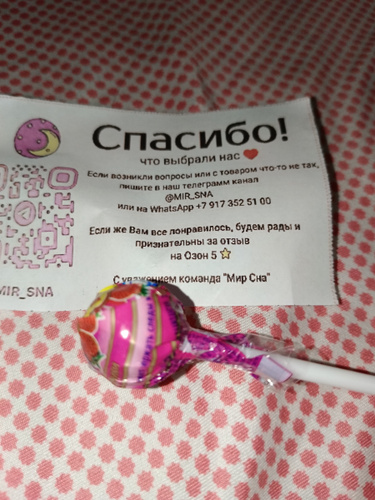 Спасибо!
что выбрали нас ❤
Если возникли вопросы или с товаром что-то не так,
пишите в наш телеграмм канал
@MIR_SNA
или на WhatsApp +7 917 352 51 00
Если же Вам все понравилось, будем рады и
признательны за отзыв
на Озон 5 ⭐
С уважением команда "Мир Сна"
MIR_SNA